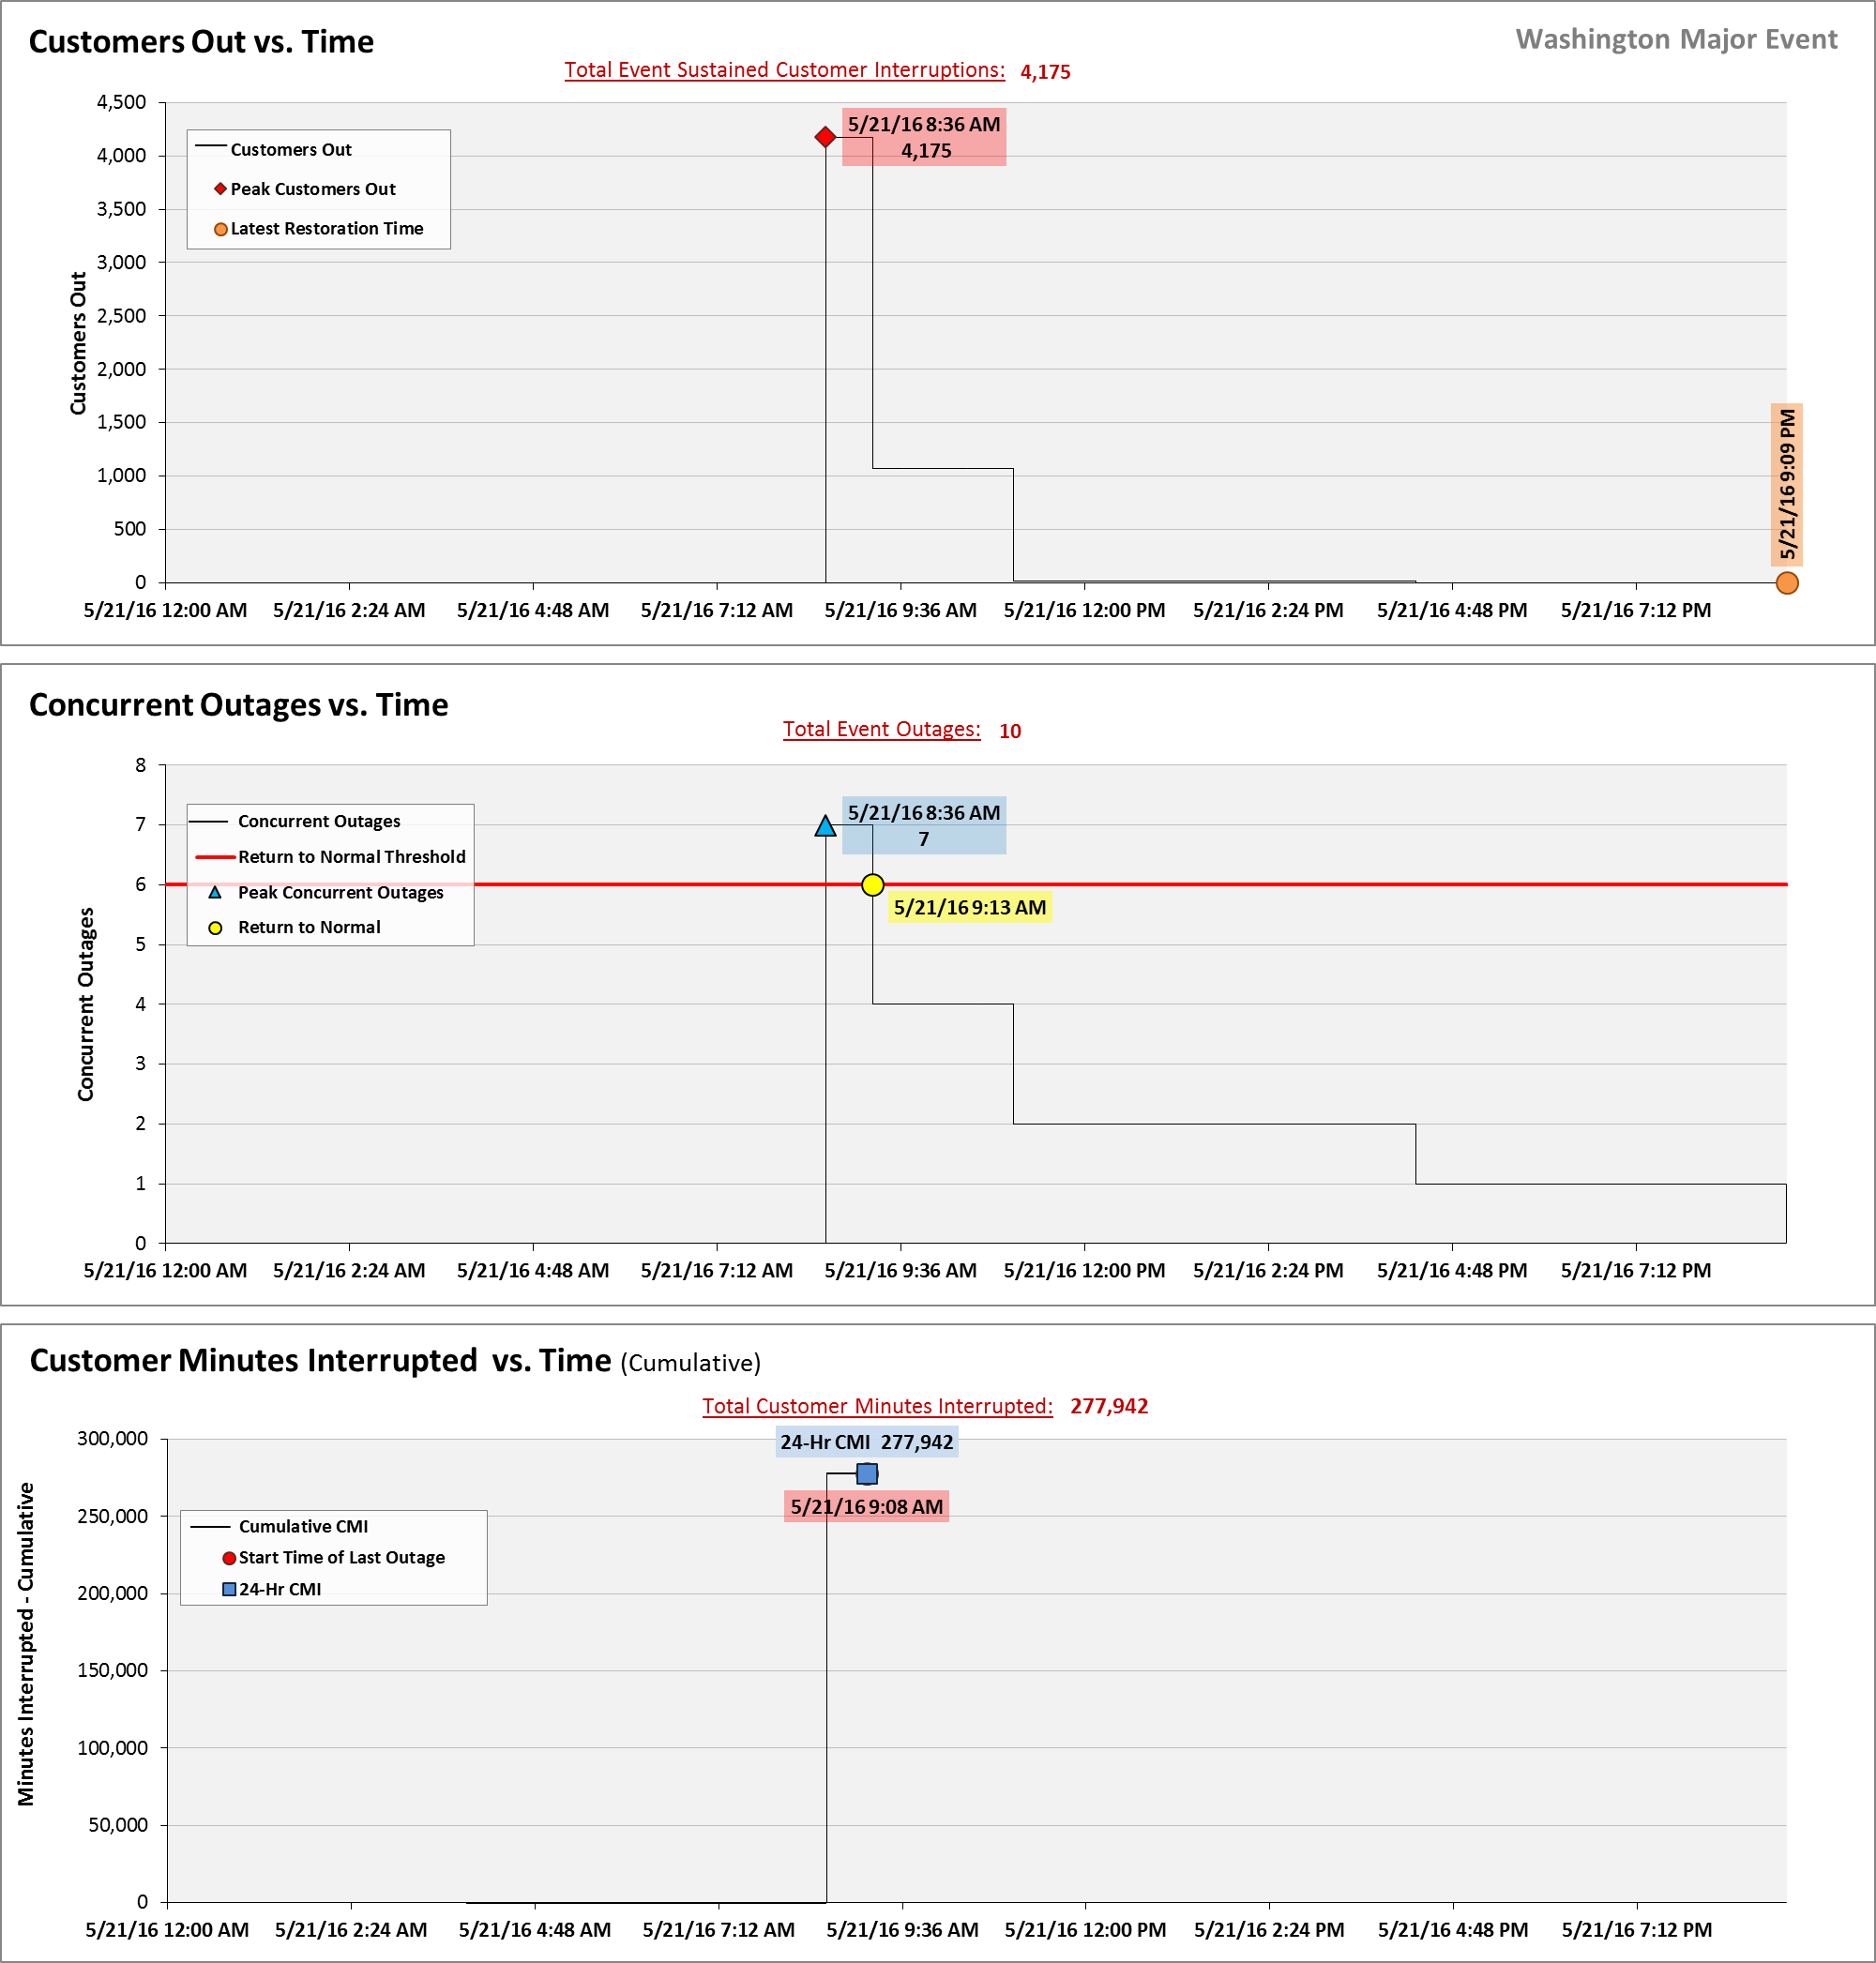 Customers Out vs. Time
Washington Major Event
Total Event Sustained Customer Interruptions: 4,175
Customers Out
4,500
4,000
3,500
3,000
2,500
2,000
1,500
1,000
500
0
Customers Out
Peak Customers Out
Latest Restoration Time
5/21/16 8:36 AM
4,175
5/21/16 9:09 PM
5/21/16 12:00 AM 5/21/16 2:24 AM 5/21/16 4:48 AM 5/21/16 7:12 AM 5/21/16 9:36 AM 5/21/16 12:00 PM 5/21/16 2:24 PM 5/21/16 4:48 PM 5/21/16 7:12 PM
Concurrent Outages vs. Time
Total Event Outages: 10
Concurrent Outages
8
7
6
5
4
3
2
1
0
Concurrent Outages
Return to Normal Threshold
Peak Concurrent Outages
Return to Normal
5/21/16 8:36 AM
7
5/21/16 9:13 AM
5/21/16 12:00 AM 5/21/16 2:24 AM 5/21/16 4:48 AM 5/21/16 7:12 AM 5/21/16 9:36 AM 5/21/16 12:00 PM 5/21/16 2:24 PM 5/21/16 4:48 PM 5/21/16 7:12 PM
Customer Minutes Interrupted vs. Time (Cumulative)
Total Customer Minutes Interrupted: 277,942
Minutes Interrupted - Cumulative
300,000
250,000
200,000
150,000
100,000
50,000
0
Cumulative CMI
Start Time of Last Outage
24-Hr CMI
24-Hr CMI 277,942
5/21/16 9:08 AM
5/21/16 12:00 AM 5/21/16 2:24 AM 5/21/16 4:48 AM 5/21/16 7:12 AM 5/21/16 9:36 AM 5/21/16 12:00 PM 5/21/16 2:24 PM 5/21/16 4:48 PM 5/21/16 7:12 PM